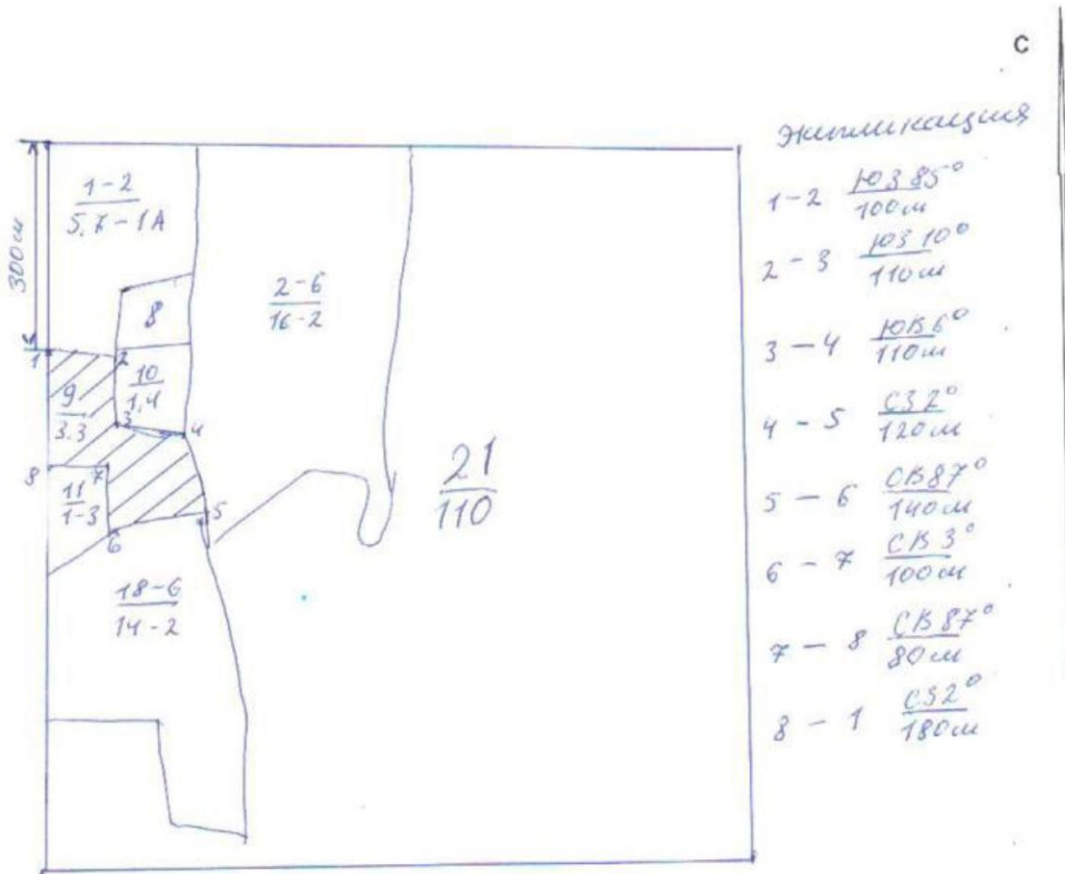 С
Экспликация
1-2 ЮЗ 85°
100м
2-3 ЮЗ 10°
110м
3-4 ЮВ 6°
110м
4-5 СЗ 2°
120м
5-6 СВ 87°
140м
6-7 СВ 3°
100м
7-8 СВ 87°
80м
8-1 СЗ 2°
180м
300м
1-2
5,7-1А
8
2-6
16-2
1
2
10
1,4
9
3.3
3
4
8
7
11
1-3
5
6
21
110
18-6
14-2